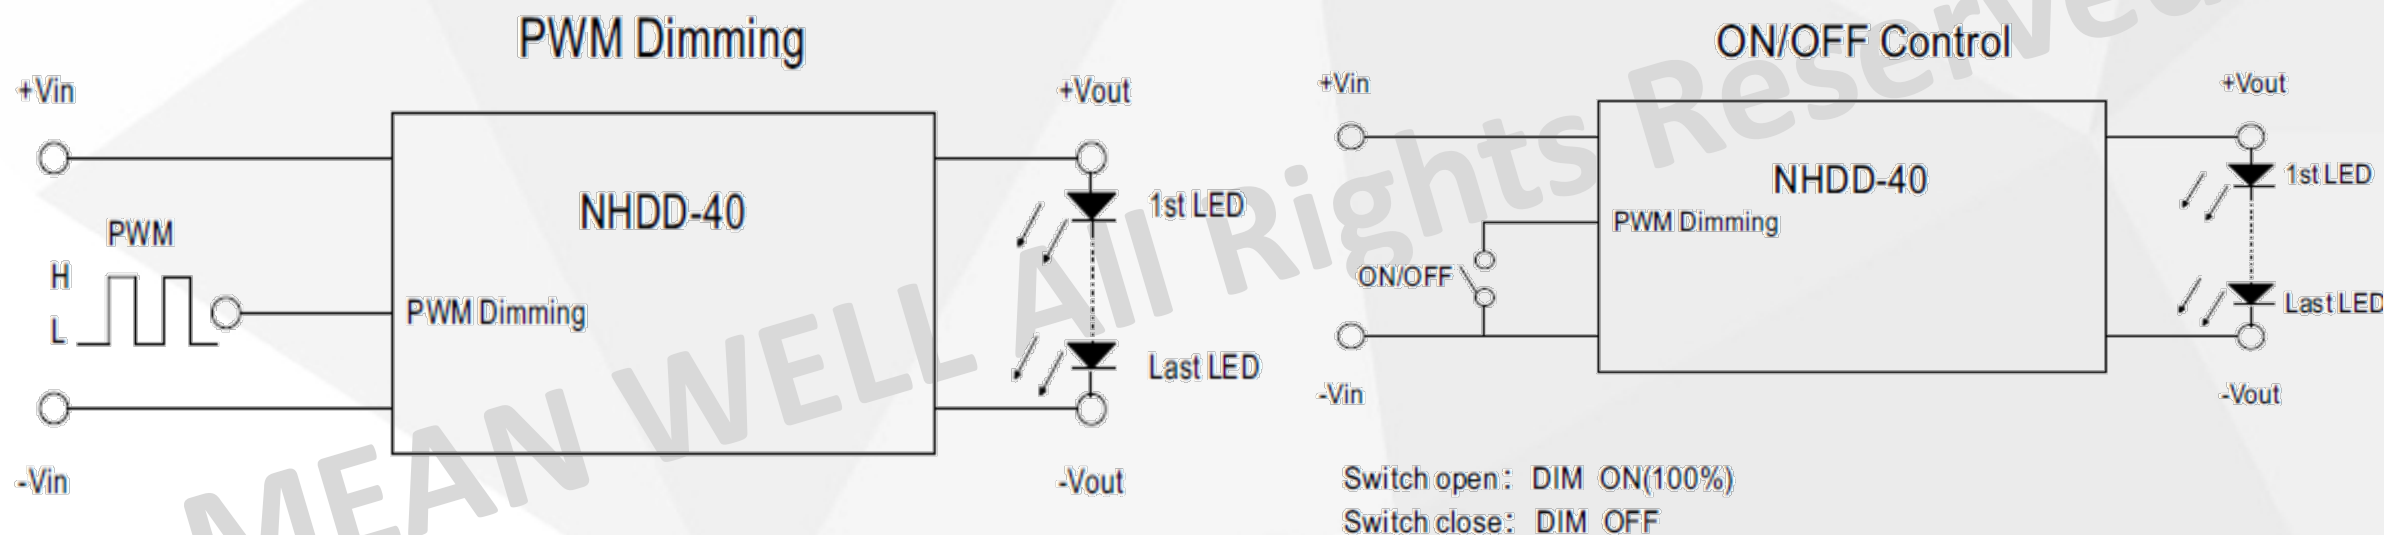 PWM Dimming
+Vin
+Vout
NHDD-40
1st LED
PWM
H
L
PWM Dimming
Last LED
-Vin
-Vout
ON/OFF Control
+Vin
+Vout
NHDD-40
1st LED
PWM Dimming
ON/OFF
Last LED
-Vin
-Vout
Switch open: DIM ON(100%)
Switch close: DIM OFF
MEAN WELL All Rights Reserved